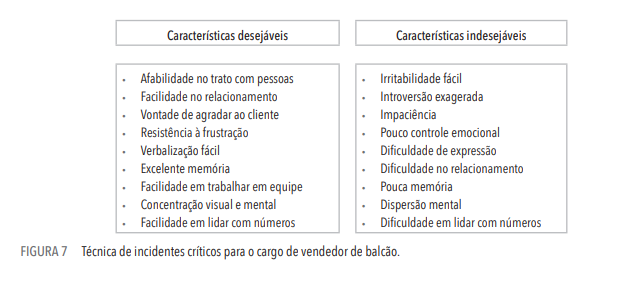 Características desejáveis
Características indesejáveis
• Afabilidade no trato com pessoas
• Facilidade no relacionamento
• Vontade de agradar ao cliente
• Resistência à frustração
• Verbalização fácil
• Excelente memória
• Facilidade em trabalhar em equipe
• Concentração visual e mental
• Facilidade em lidar com números
• Irritabilidade fácil
• Introversão exagerada
• Impaciência
• Pouco controle emocional
• Dificuldade de expressão
• Dificuldade no relacionamento
• Pouca memória
• Dispersão mental
• Dificuldade em lidar com números
FIGURA 7 Técnica de incidentes críticos para o cargo de vendedor de balcão.